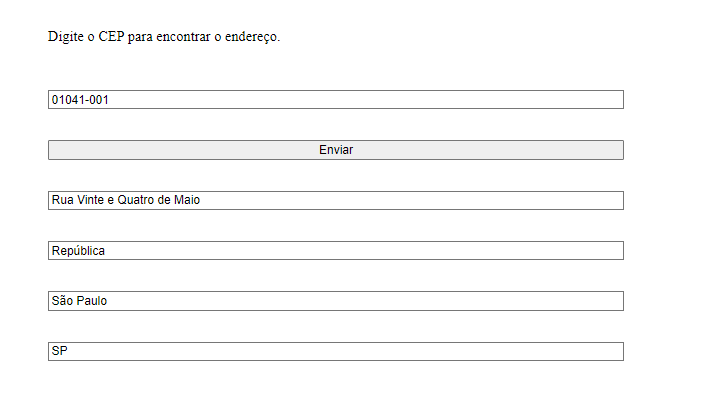 Digite o CEP para encontrar o endereço.
01041-001
Enviar
Rua Vinte e Quatro de Maio
República
São Paulo
SP